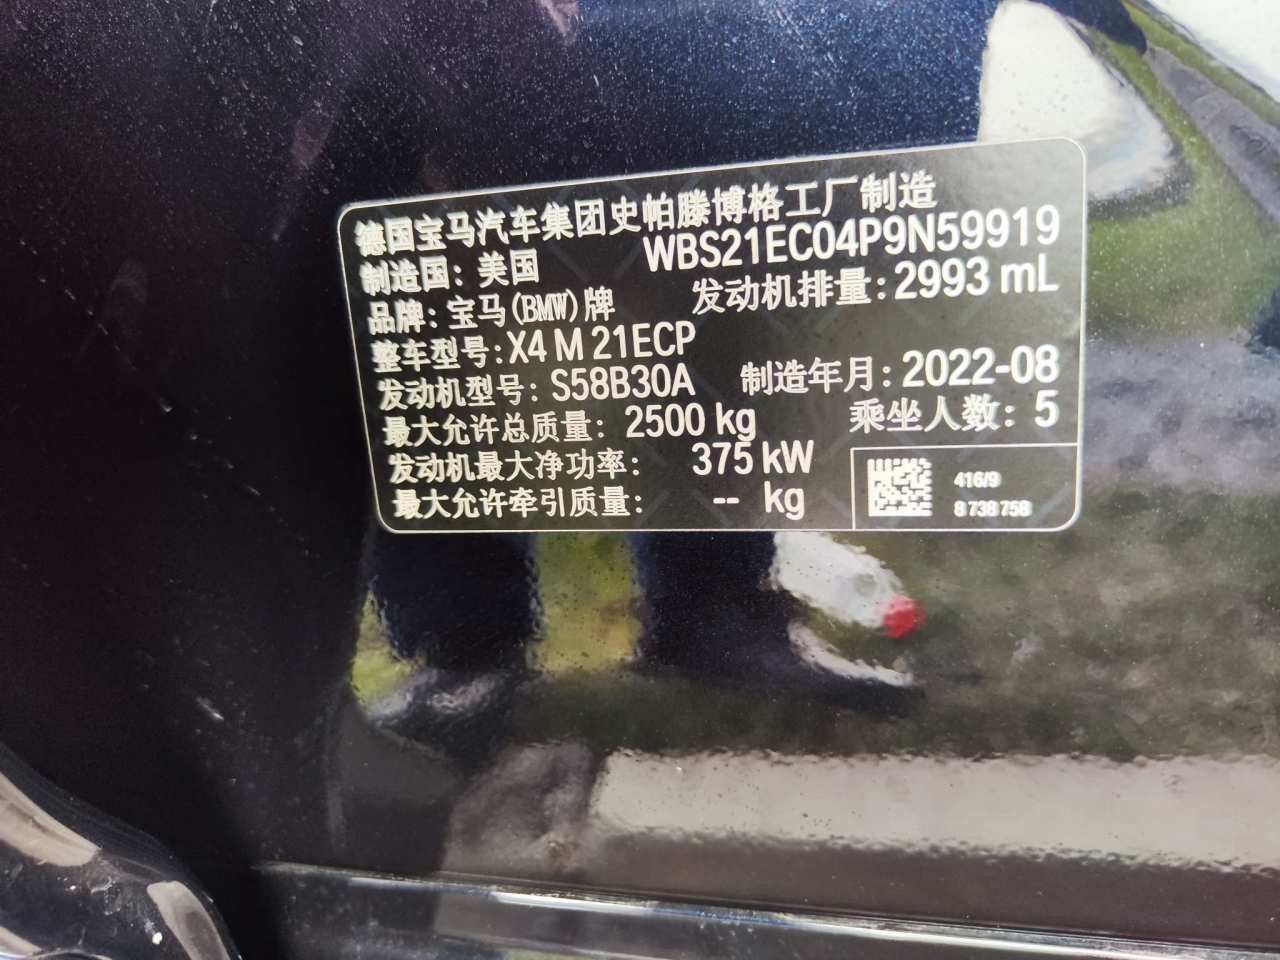 德国宝马汽车集团史帕滕博格工厂制造
制造国：美国 WBS21EC04P9N59919
品牌：宝马(BMW)牌 发动机排量：2993 mL
整车型号：X4 M 21ECP
发动机型号：S58B30A 制造年月：2022-08
最大允许总质量：2500 kg 乘坐人数：5
发动机最大净功率：375 kW
最大允许牵引质量：-- kg
416/9
8 738 758